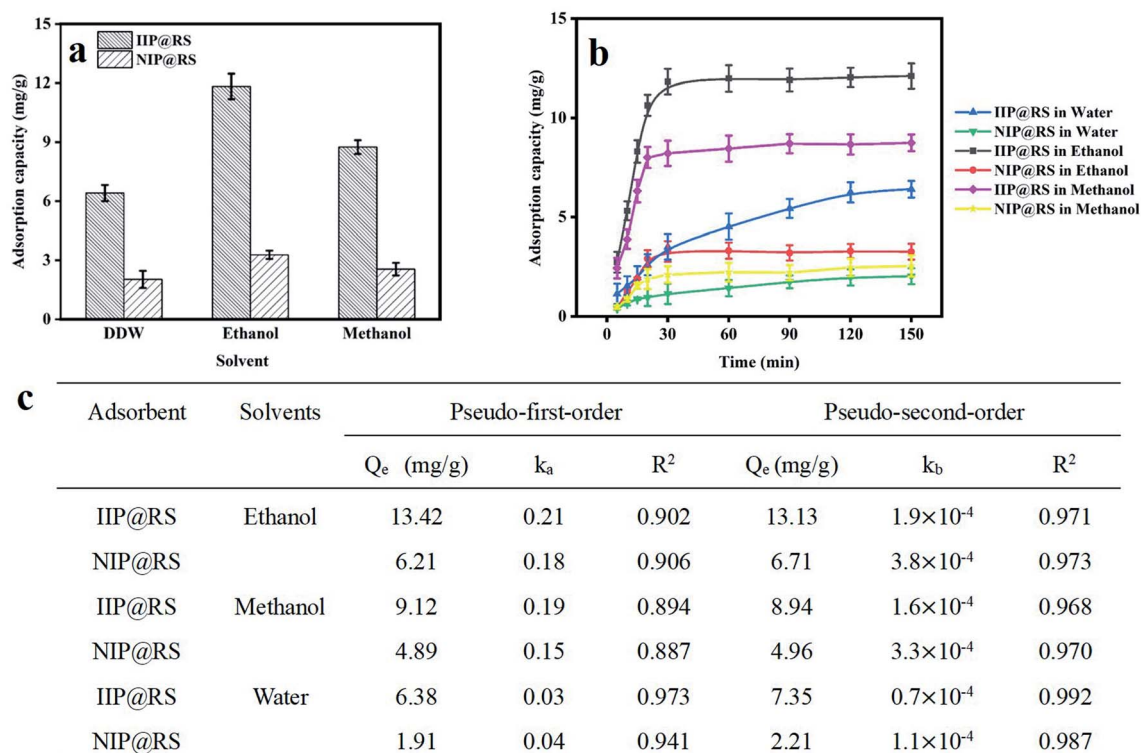 a
IIP@RS
NIP@RS
Adsorption capacity (mg/g)
15
12
9
6
3
0
DDW Ethanol Methanol
Solvent
b
Adsorption capacity (mg/g)
15
10
5
0
0 30 60 90 120 150
Time (min)
IIP@RS in Water
NIP@RS in Water
IIP@RS in Ethanol
NIP@RS in Ethanol
IIP@RS in Methanol
NIP@RS in Methanol
c
Adsorbent Solvents Pseudo-first-order Pseudo-second-order
Qₑ (mg/g) kₐ R² Qₑ (mg/g) k_b R²
IIP@RS Ethanol 13.42 0.21 0.902 13.13 1.9×10⁻⁴ 0.971
NIP@RS 6.21 0.18 0.906 6.71 3.8×10⁻⁴ 0.973
IIP@RS Methanol 9.12 0.19 0.894 8.94 1.6×10⁻⁴ 0.968
NIP@RS 4.89 0.15 0.887 4.96 3.3×10⁻⁴ 0.970
IIP@RS Water 6.38 0.03 0.973 7.35 0.7×10⁻⁴ 0.992
NIP@RS 1.91 0.04 0.941 2.21 1.1×10⁻⁴ 0.987